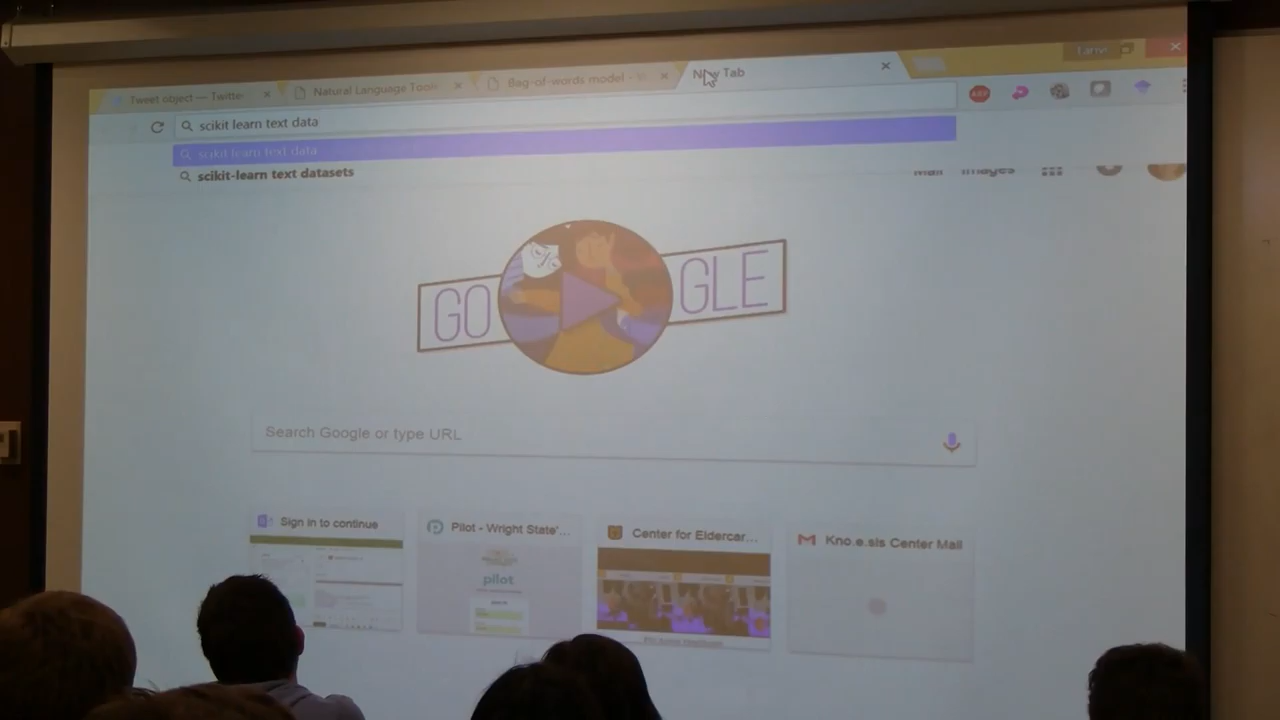 Tweet object — Twitte
Natural Language Tools
Bag-of-words model -
New Tab
scikit learn text data
ABP
scikit learn text data
scikit-learn text datasets
Images
GO GLE
Search Google or type URL
Sign in to continue
Pilot - Wright State'...
Center for Eldercar...
Kno.e.sis Center Mail
pilot